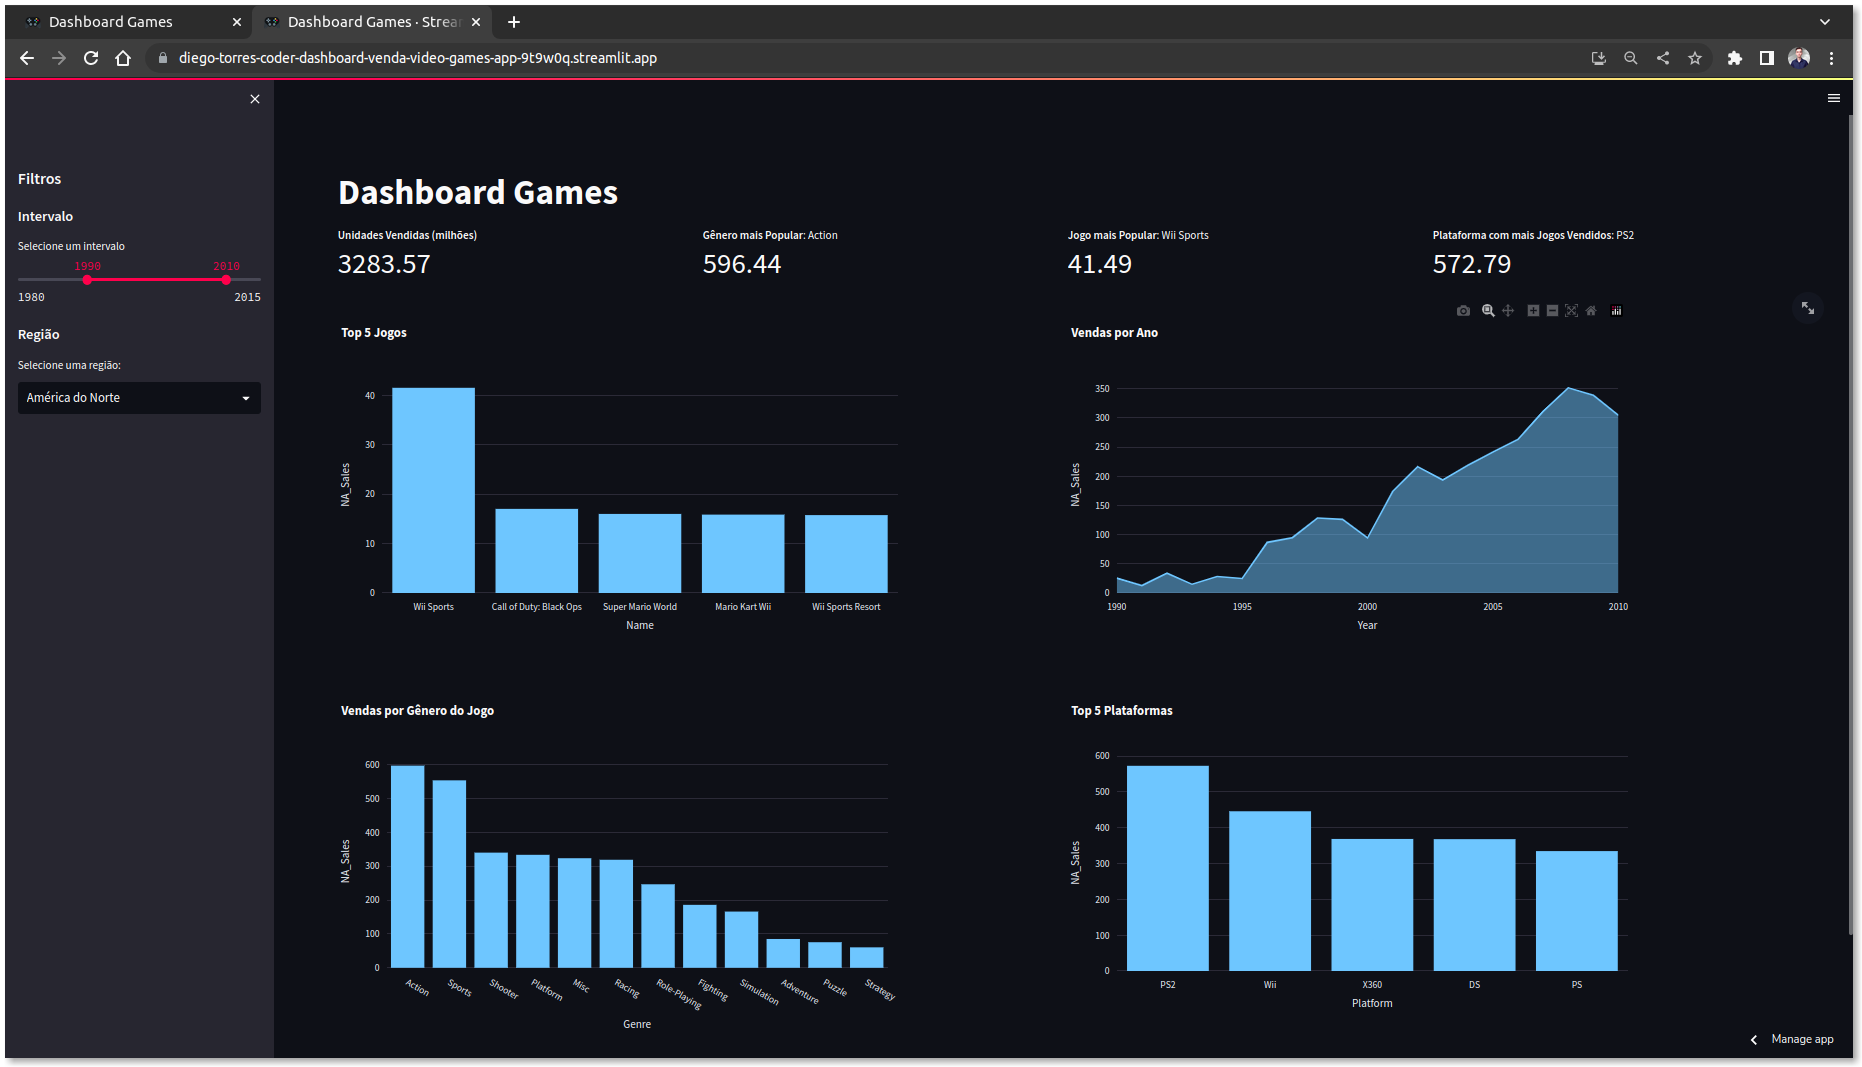 Dashboard Games
Dashboard Games · Strea
diego-torres-coder-dashboard-venda-video-games-app-9t9w0q.streamlit.app
Filtros
Intervalo
Selecione um intervalo
1990 2010
1980 2015
Região
Selecione uma região:
América do Norte
Dashboard Games
Unidades Vendidas (milhões)
3283.57
Gênero mais Popular: Action
596.44
Jogo mais Popular: Wii Sports
41.49
Plataforma com mais Jogos Vendidos: PS2
572.79
Top 5 Jogos
40
30
20
10
0
NA_Sales
Wii Sports Call of Duty: Black Ops Super Mario World Mario Kart Wii Wii Sports Resort
Name
Vendas por Ano
350
300
250
200
150
100
50
0
NA_Sales
1990 1995 2000 2005 2010
Year
Vendas por Gênero do Jogo
600
500
400
300
200
100
0
NA_Sales
Action Sports Shooter Platform Misc Racing Role-Playing Fighting Simulation Adventure Puzzle Strategy
Genre
Top 5 Plataformas
600
500
400
300
200
100
0
NA_Sales
PS2 Wii X360 DS PS
Platform
Manage app